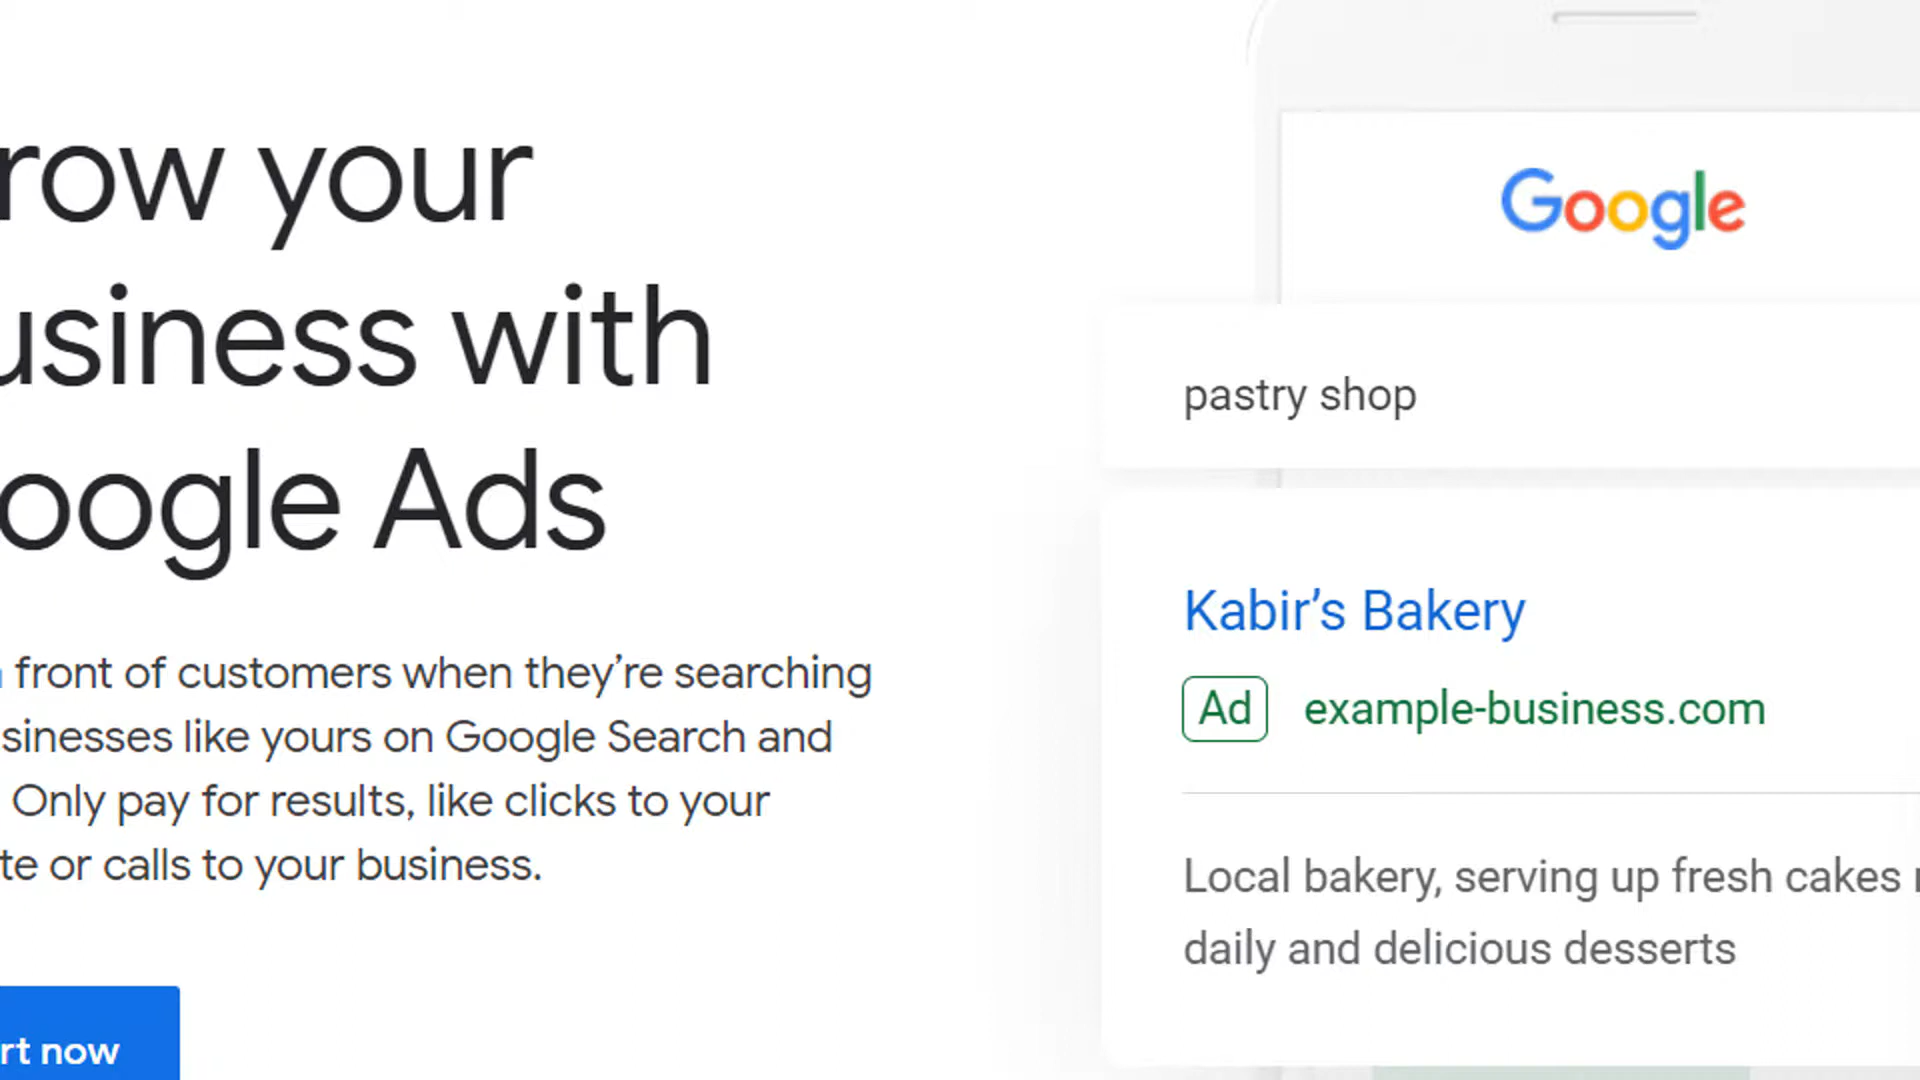 row your
usiness with
oogle Ads
front of customers when they’re searching
sinesses like yours on Google Search and
Only pay for results, like clicks to your
te or calls to your business.
rt now
Google
pastry shop
Kabir’s Bakery
Ad example-business.com
Local bakery, serving up fresh cakes
daily and delicious desserts